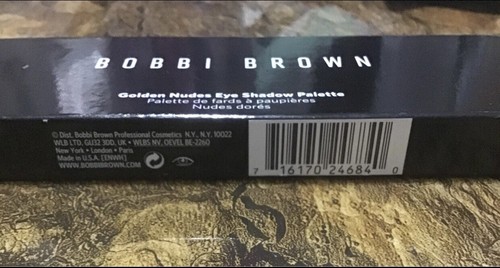 BOBBI BROWN
Golden Nudes Eye Shadow Palette
Palette de fards à paupières
Nudes dorés
© Dist. Bobbi Brown Professional Cosmetics N.Y., N.Y. 10022
WLB LTD, GU32 3DD, UK • WLBS NV, OEVEL BE-2260
New York • London • Paris
Made in U.S.A. [ENWH]
WWW.BOBBIBROWN.COM
7 16170 24684 0